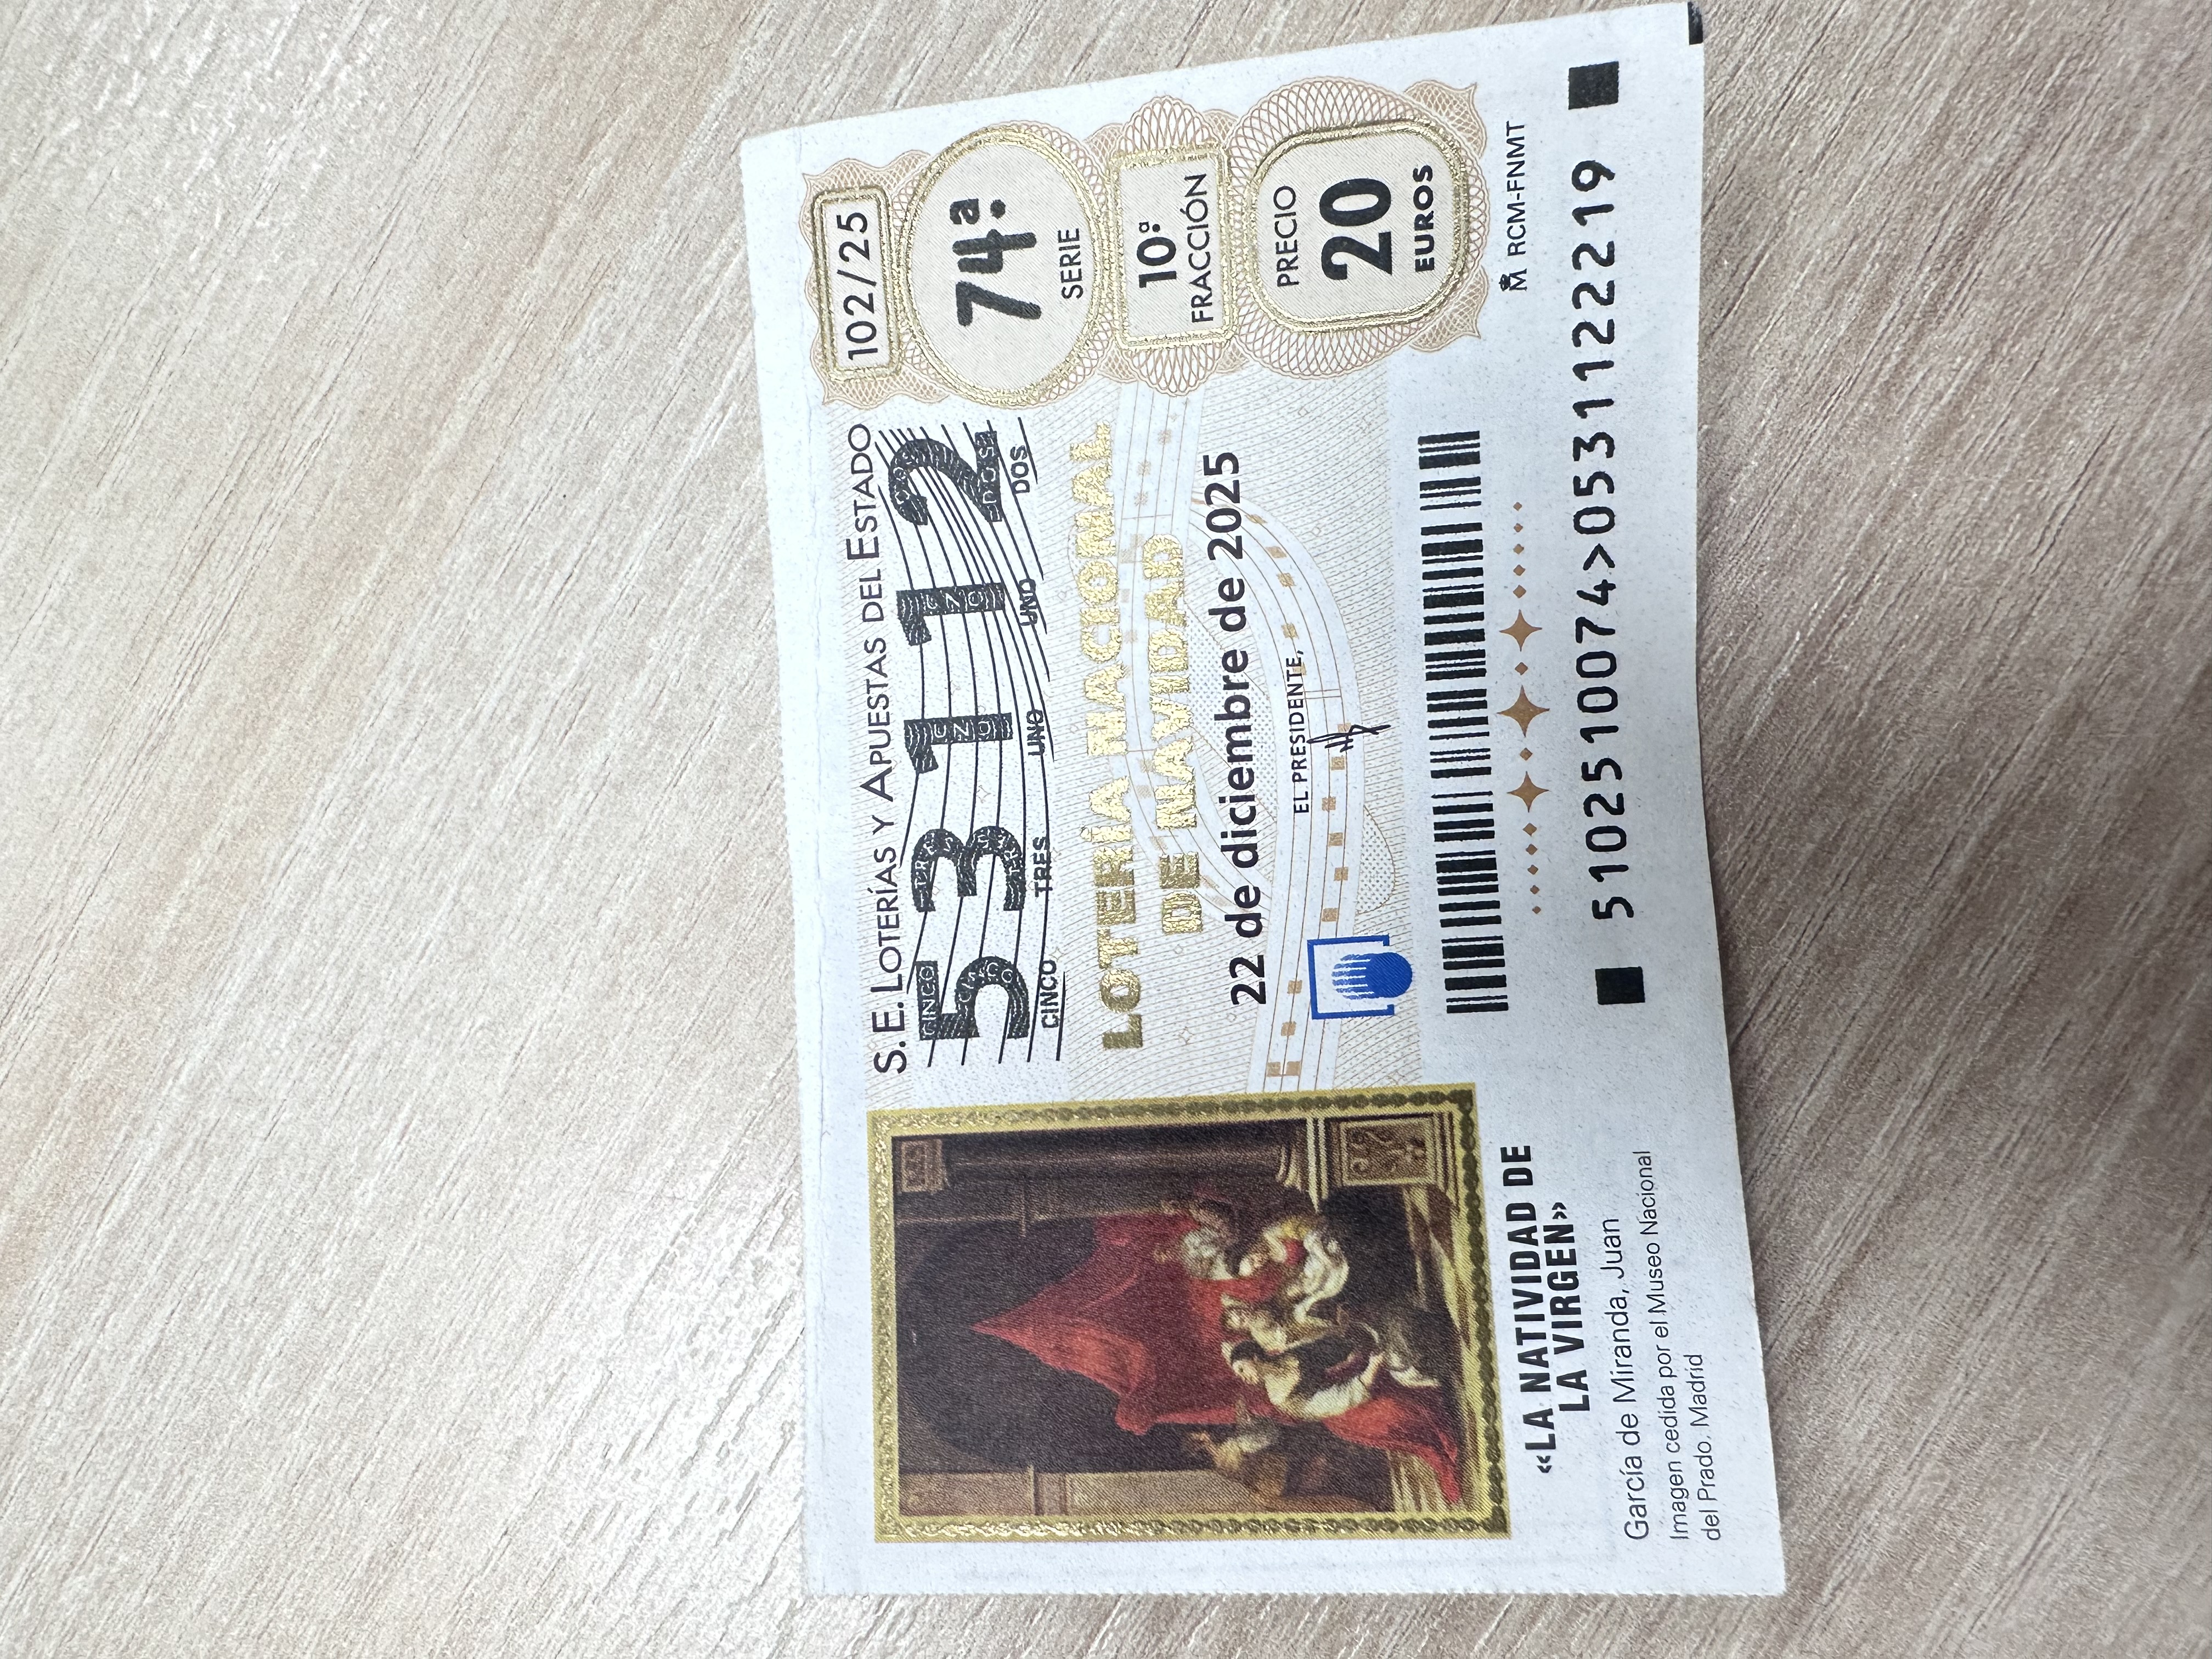 S. E. LOTERÍAS Y APUESTAS DEL ESTADO
53112
CINCO TRES UNO UNO DOS
LOTERÍA NACIONAL
DE NAVIDAD
22 de diciembre de 2025
EL PRESIDENTE,
102/25
74ª
SERIE
10ª
FRACCIÓN
PRECIO
20
EUROS
RCM-FNMT
«LA NATIVIDAD DE
LA VIRGEN»
García de Miranda, Juan
Imagen cedida por el Museo Nacional
del Prado. Madrid
5102510074>0531122219